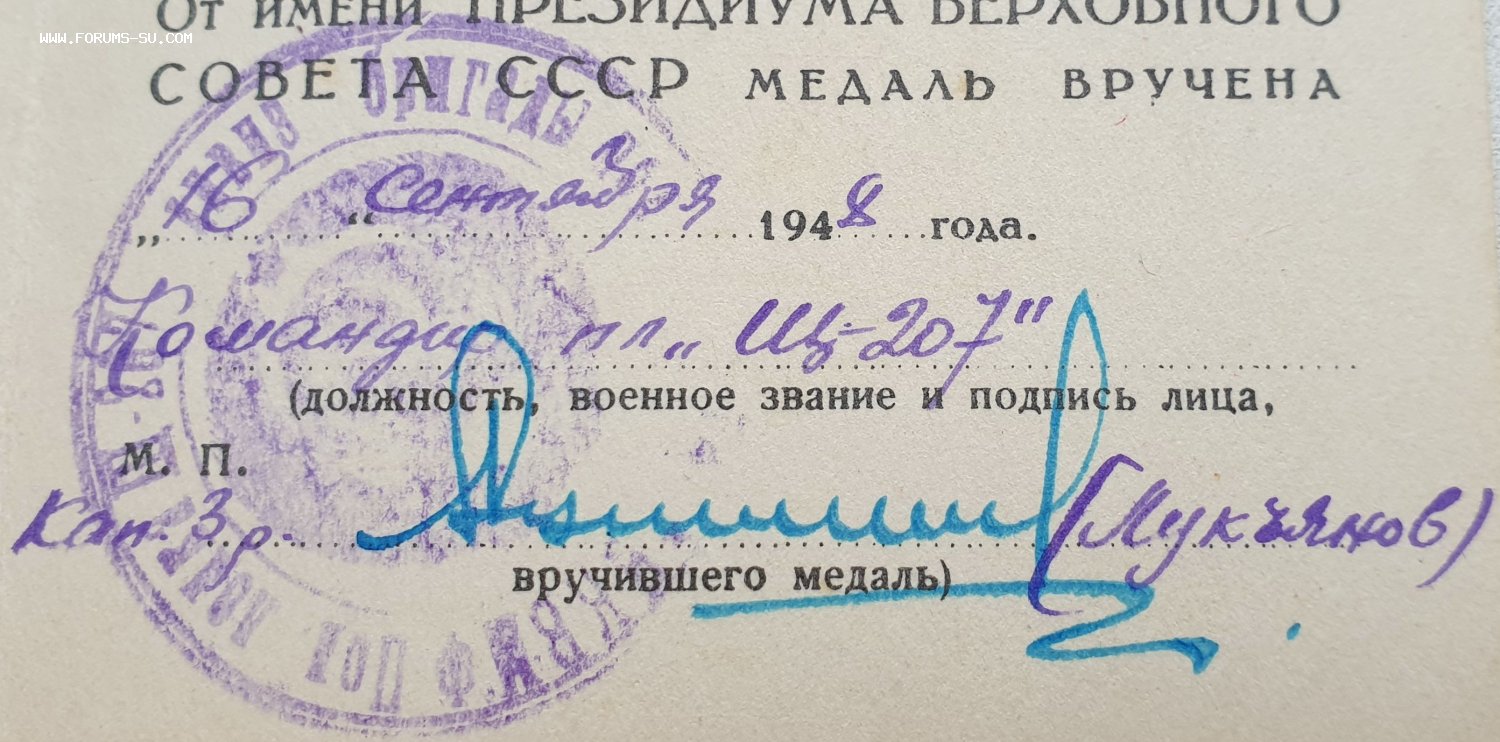 От имени ПРЕЗИДИУМА ВЕРХОВНОГО
WWW.FORUMS-SU.COM
СОВЕТА СССР МЕДАЛЬ ВРУЧЕНА
БРИГАДЫ
„16“ сентября 1948 года.
Командир пл „Щ-207"
(должность, военное звание и подпись лица,
М. П.
Кап. 3 р. (Лукьянов)
вручившего медаль)